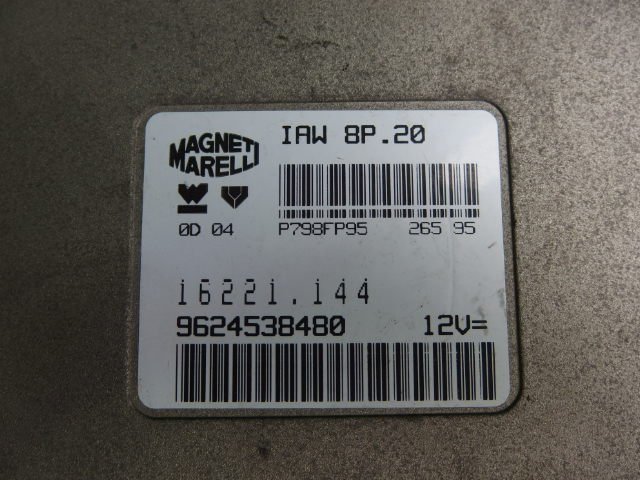 MAGNETI
MARELLI
IAW 8P.20
W
0D 04
P798FP95 265 95
16221.144
9624538480 12V=